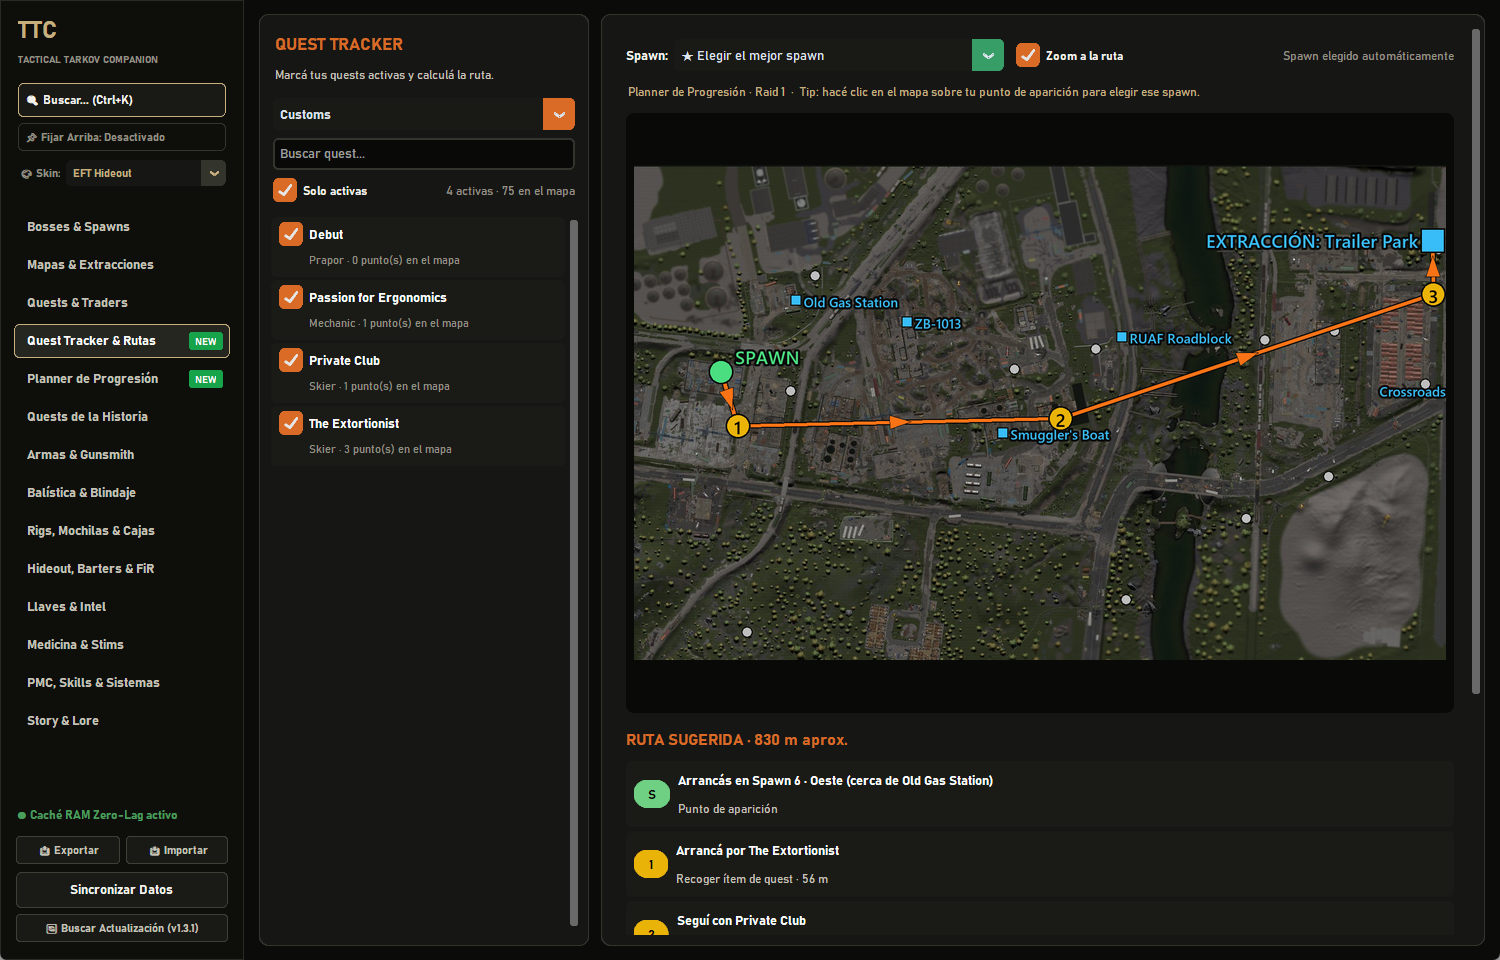 TTC
TACTICAL TARKOV COMPANION
Buscar... (Ctrl+K)
Fijar Arriba: Desactivado
Skin: EFT Hideout
Bosses & Spawns
Mapas & Extracciones
Quests & Traders
Quest Tracker & Rutas NEW
Planner de Progresión NEW
Quests de la Historia
Armas & Gunsmith
Balística & Blindaje
Rigs, Mochilas & Cajas
Hideout, Barters & FiR
Llaves & Intel
Medicina & Stims
PMC, Skills & Sistemas
Story & Lore
Caché RAM Zero-Lag activo
Exportar Importar
Sincronizar Datos
Buscar Actualización (v1.3.1)
QUEST TRACKER
Marcá tus quests activas y calculá la ruta.
Customs
Buscar quest...
Solo activas 4 activas · 75 en el mapa
Debut
Prapor · 0 punto(s) en el mapa
Passion for Ergonomics
Mechanic · 1 punto(s) en el mapa
Private Club
Skier · 1 punto(s) en el mapa
The Extortionist
Skier · 3 punto(s) en el mapa
Spawn: ★ Elegir el mejor spawn Zoom a la ruta Spawn elegido automáticamente
Planner de Progresión · Raid 1 · Tip: hacé clic en el mapa sobre tu punto de aparición para elegir ese spawn.
EXTRACCIÓN: Trailer Park
3
Old Gas Station
ZB-1013
RUAF Roadblock
SPAWN
Crossroads
1
2
Smuggler's Boat
RUTA SUGERIDA · 830 m aprox.
S
Arrancás en Spawn 6 · Oeste (cerca de Old Gas Station)
Punto de aparición
1
Arrancá por The Extortionist
Recoger ítem de quest · 56 m
2
Seguí con Private Club